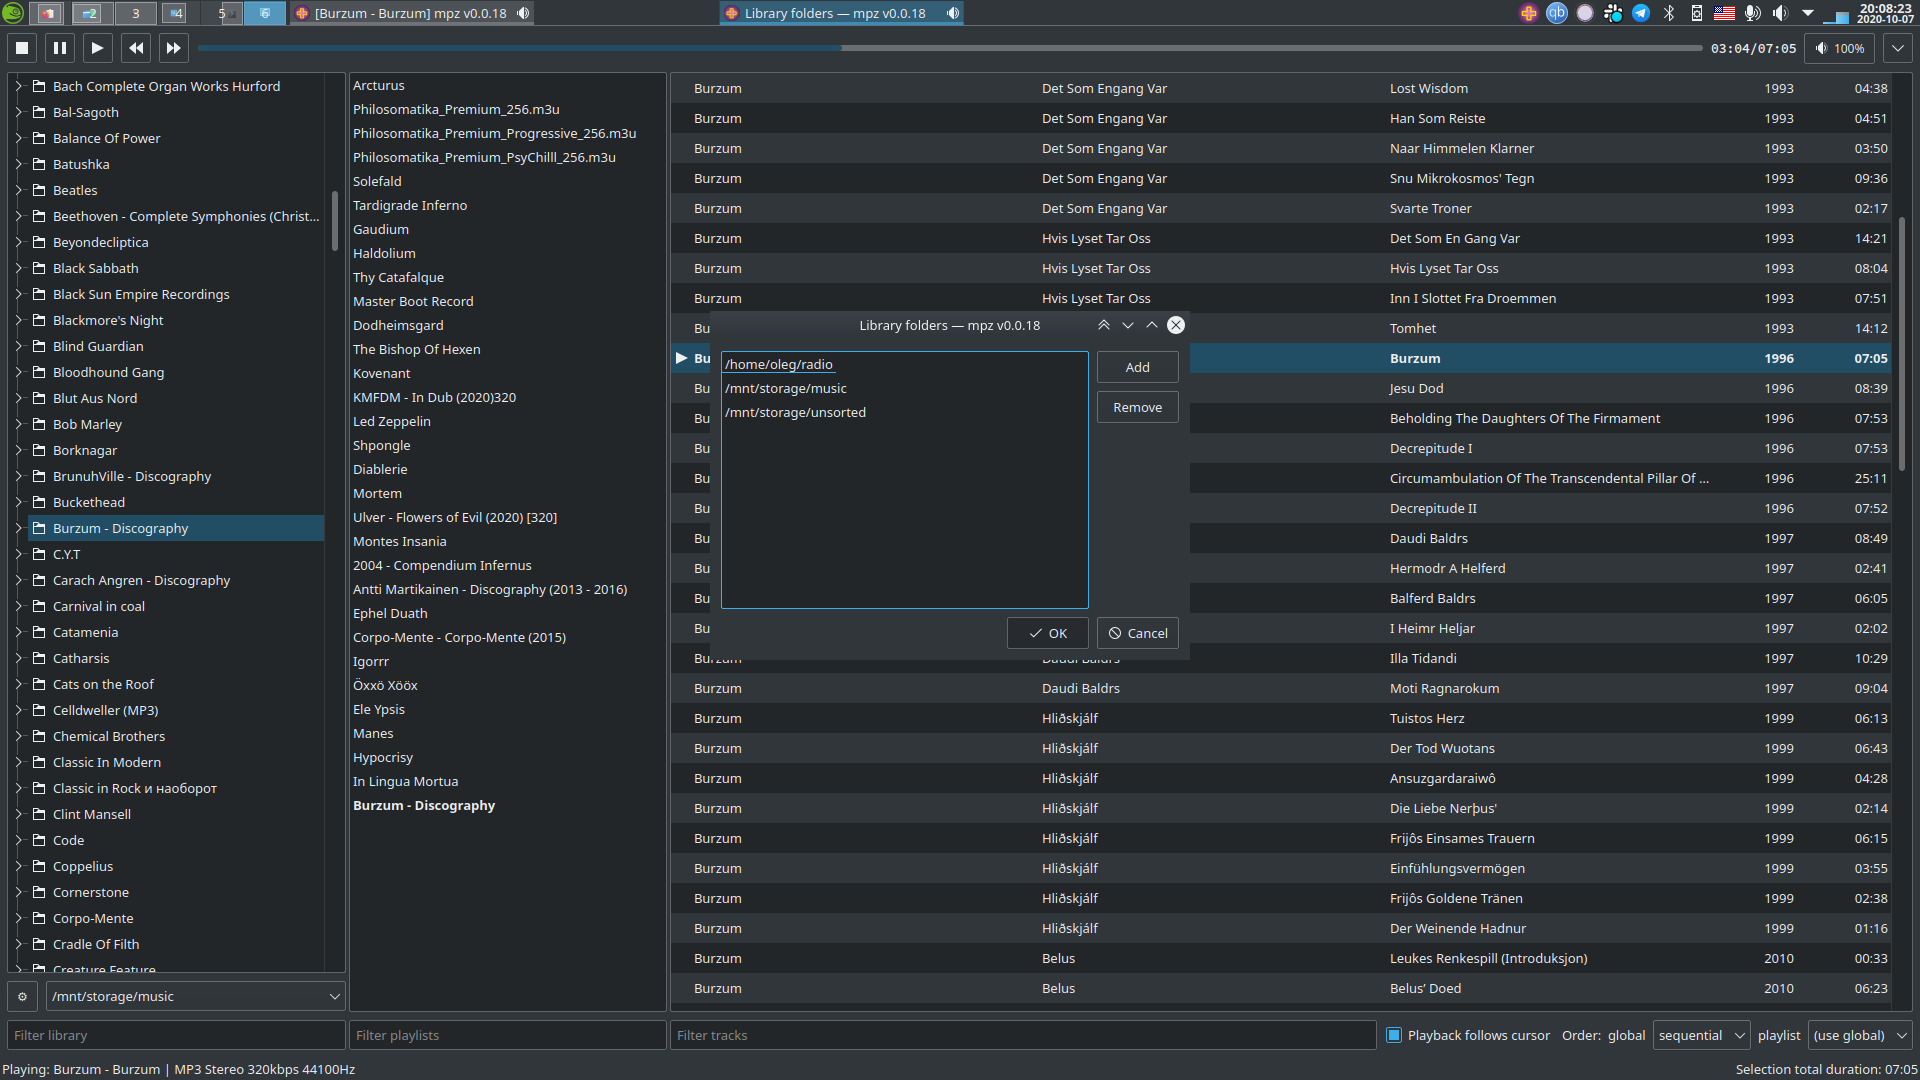 2
3
4
5
6
[Burzum - Burzum] mpz v0.0.18
Library folders — mpz v0.0.18
qb
20:08:23
2020-10-07
03:04/07:05
100%
Bach Complete Organ Works Hurford
Bal-Sagoth
Balance Of Power
Batushka
Beatles
Beethoven - Complete Symphonies (Christ...
Beyondecliptica
Black Sabbath
Black Sun Empire Recordings
Blackmore's Night
Blind Guardian
Bloodhound Gang
Blut Aus Nord
Bob Marley
Borknagar
BrunuhVille - Discography
Buckethead
Burzum - Discography
C.Y.T
Carach Angren - Discography
Carnival in coal
Catamenia
Catharsis
Cats on the Roof
Celldweller (MP3)
Chemical Brothers
Classic In Modern
Classic in Rock и наоборот
Clint Mansell
Code
Coppelius
Cornerstone
Corpo-Mente
Cradle Of Filth
Creature Feature
/mnt/storage/music
Filter library
Arcturus
Philosomatika_Premium_256.m3u
Philosomatika_Premium_Progressive_256.m3u
Philosomatika_Premium_PsyChilll_256.m3u
Solefald
Tardigrade Inferno
Gaudium
Haldolium
Thy Catafalque
Master Boot Record
Dodheimsgard
The Bishop Of Hexen
Kovenant
KMFDM - In Dub (2020)320
Led Zeppelin
Shpongle
Diablerie
Mortem
Ulver - Flowers of Evil (2020) [320]
Montes Insania
2004 - Compendium Infernus
Antti Martikainen - Discography (2013 - 2016)
Ephel Duath
Corpo-Mente - Corpo-Mente (2015)
Igorrr
Öxxö Xööx
Ele Ypsis
Manes
Hypocrisy
In Lingua Mortua
Burzum - Discography
Filter playlists
Burzum Det Som Engang Var Lost Wisdom 1993 04:38
Burzum Det Som Engang Var Han Som Reiste 1993 04:51
Burzum Det Som Engang Var Naar Himmelen Klarner 1993 03:50
Burzum Det Som Engang Var Snu Mikrokosmos' Tegn 1993 09:36
Burzum Det Som Engang Var Svarte Troner 1993 02:17
Burzum Hvis Lyset Tar Oss Det Som En Gang Var 1993 14:21
Burzum Hvis Lyset Tar Oss Hvis Lyset Tar Oss 1993 08:04
Burzum Hvis Lyset Tar Oss Inn I Slottet Fra Droemmen 1993 07:51
Bu Tomhet 1993 14:12
Bu Burzum 1996 07:05
Bu Jesu Dod 1996 08:39
Bu Beholding The Daughters Of The Firmament 1996 07:53
Bu Decrepitude I 1996 07:53
Bu Circumambulation Of The Transcendental Pillar Of ... 1996 25:11
Bu Decrepitude II 1996 07:52
Bu Daudi Baldrs 1997 08:49
Bu Hermodr A Helferd 1997 02:41
Bu Balferd Baldrs 1997 06:05
Bu I Heimr Heljar 1997 02:02
Burzum Daudi Baldrs Illa Tidandi 1997 10:29
Burzum Daudi Baldrs Moti Ragnarokum 1997 09:04
Burzum Hliðskjálf Tuistos Herz 1999 06:13
Burzum Hliðskjálf Der Tod Wuotans 1999 06:43
Burzum Hliðskjálf Ansuzgardaraiwô 1999 04:28
Burzum Hliðskjálf Die Liebe Nerþus' 1999 02:14
Burzum Hliðskjálf Frijôs Einsames Trauern 1999 06:15
Burzum Hliðskjálf Einfühlungsvermögen 1999 03:55
Burzum Hliðskjálf Frijôs Goldene Tränen 1999 02:38
Burzum Hliðskjálf Der Weinende Hadnur 1999 01:16
Burzum Belus Leukes Renkespill (Introduksjon) 2010 00:33
Burzum Belus Belus’ Doed 2010 06:23
Library folders — mpz v0.0.18
/home/oleg/radio
/mnt/storage/music
/mnt/storage/unsorted
Add
Remove
OK
Cancel
Filter tracks
Playback follows cursor
Order: global
sequential
playlist
(use global)
Playing: Burzum - Burzum | MP3 Stereo 320kbps 44100Hz
Selection total duration: 07:05